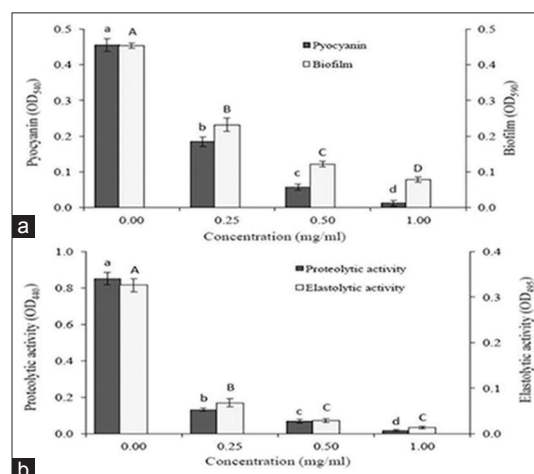 0.5
0.4
0.3
0.2
0.1
0.0
Pyocyanin (OD540)
a A
b B
c C
d D
Pyocyanin
Biofilm
0.5
0.4
0.3
0.2
0.1
0.0
Biofilm (OD590)
0.00 0.25 0.50 1.00
Concentration (mg/ml)
a
1.0
0.8
0.6
0.4
0.2
0.0
Proteolytic activity (OD440)
a A
b B
c C
d C
Proteolytic activity
Elastolytic activity
0.4
0.3
0.2
0.1
0.0
Elastolytic activity (OD495)
0.00 0.25 0.50 1.00
Concentration (mg/ml)
b